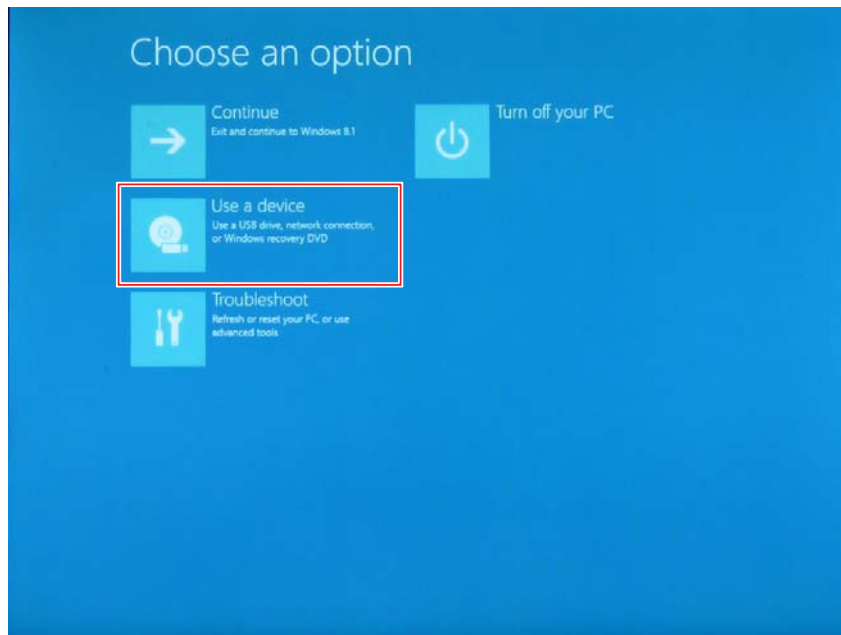 Choose an option
Continue
Exit and continue to Windows 8.1
Turn off your PC
Use a device
Use a USB drive, network connection,
or Windows recovery DVD
Troubleshoot
Refresh or reset your PC, or use
advanced tools